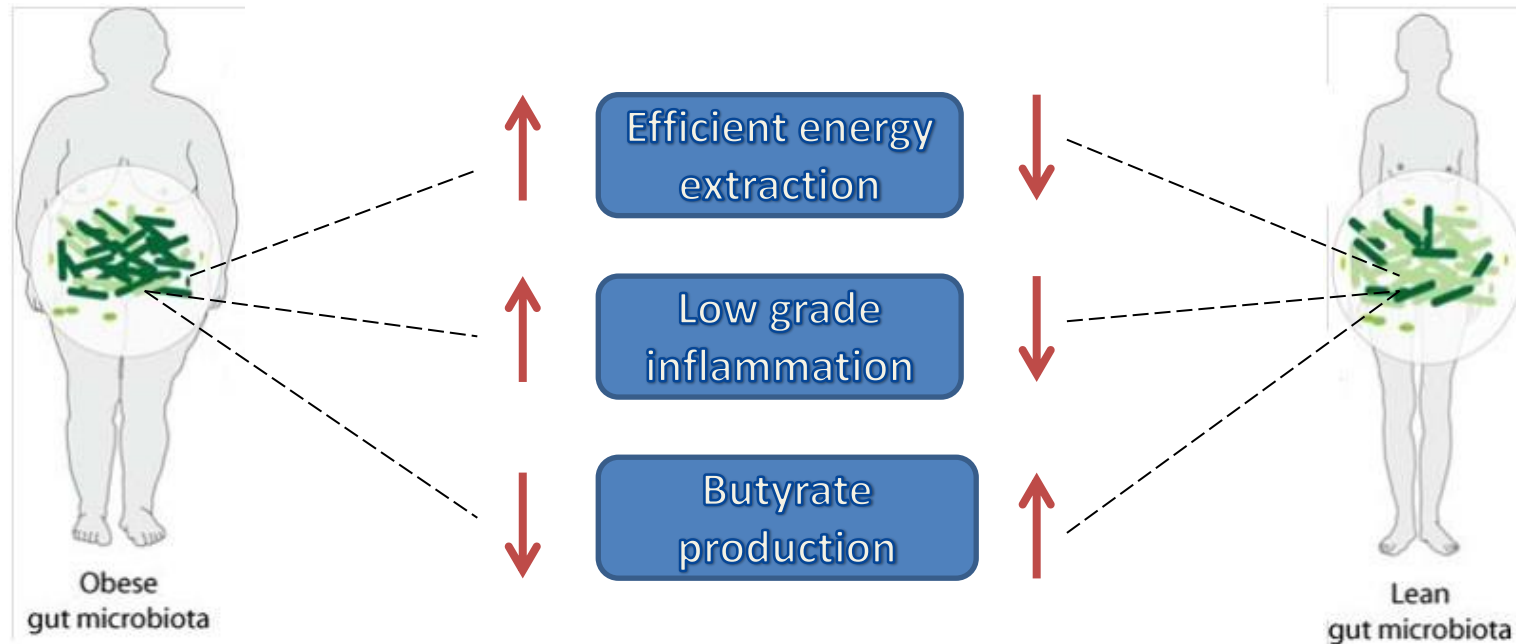 Efficient energy
extraction
Low grade
inflammation
Butyrate
production
Obese
gut microbiota
Lean
gut microbiota